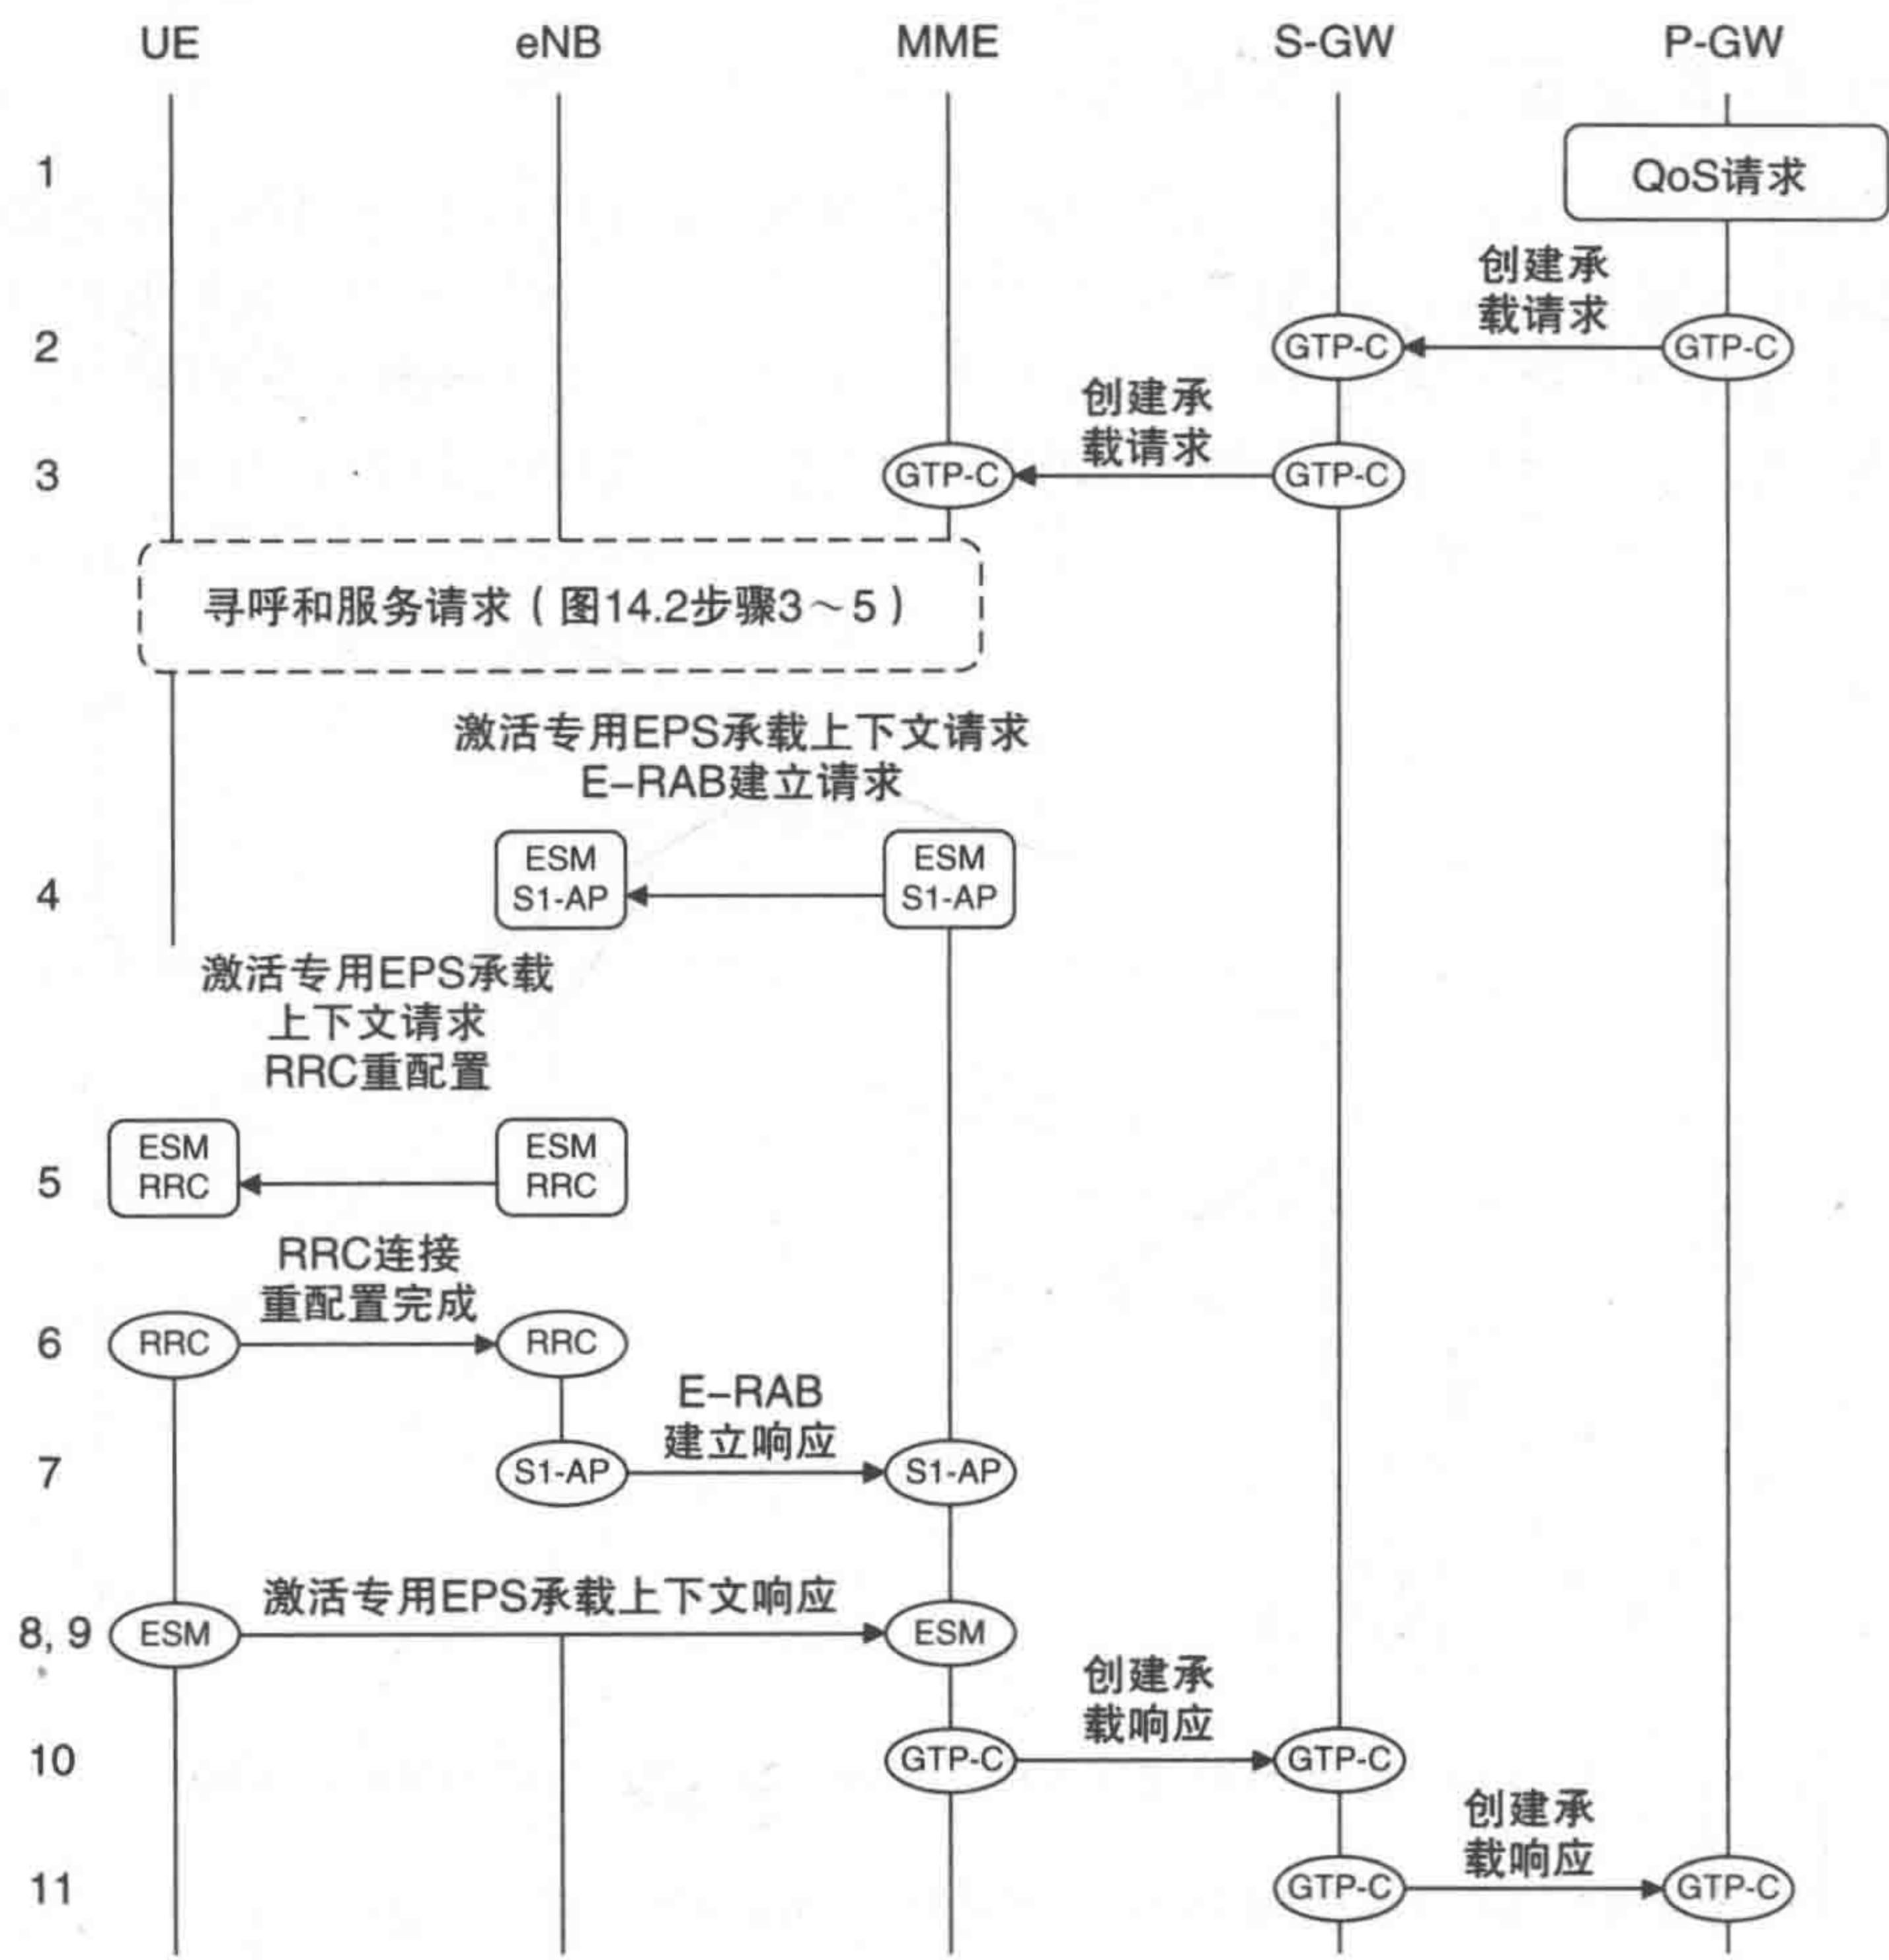 UE eNB MME S-GW P-GW
1
QoS请求
创建承
载请求
2
GTP-C
GTP-C
创建承
载请求
3
GTP-C
GTP-C
寻呼和服务请求（图14.2步骤3～5）
激活专用EPS承载上下文请求
E–RAB建立请求
4
ESM
S1-AP
ESM
S1-AP
激活专用EPS承载
上下文请求
RRC重配置
5
ESM
RRC
ESM
RRC
RRC连接
重配置完成
6
RRC
RRC
E–RAB
建立响应
7
S1-AP
S1-AP
激活专用EPS承载上下文响应
8, 9
ESM
ESM
创建承
载响应
10
GTP-C
GTP-C
创建承
载响应
11
GTP-C
GTP-C